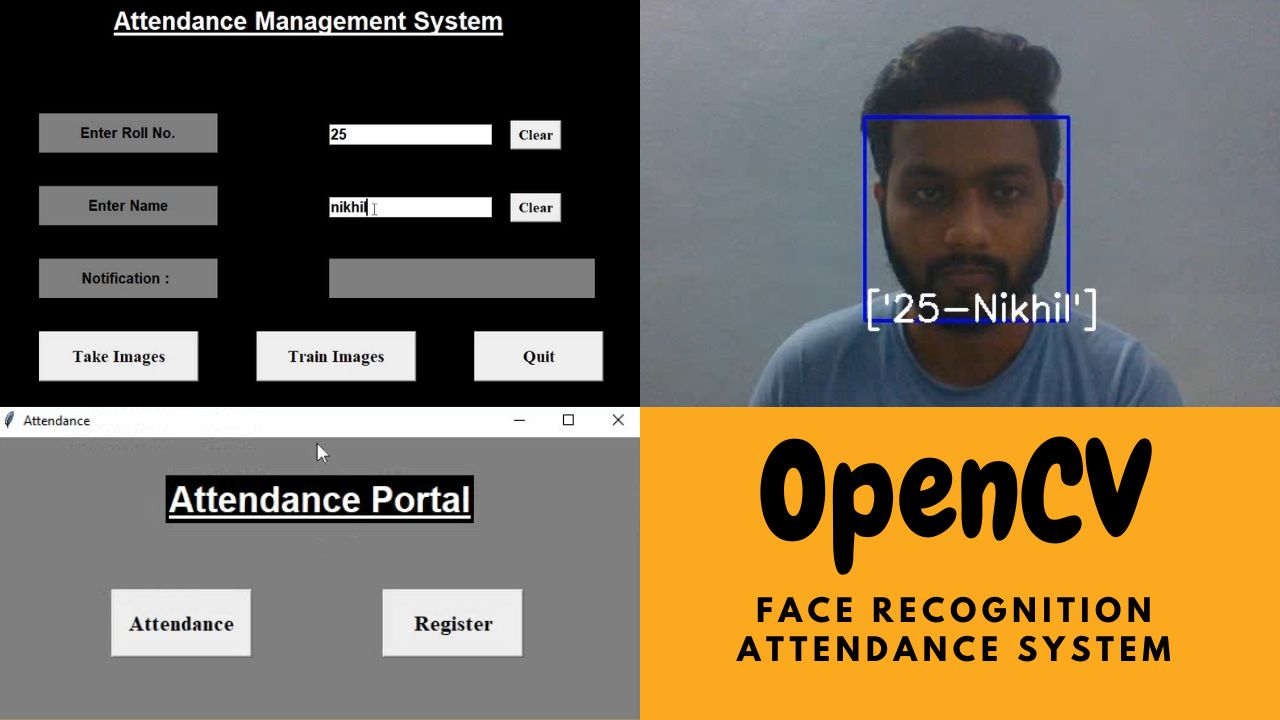 Attendance Management System
Enter Roll No.
25
Clear
Enter Name
nikhil
Clear
Notification :
Take Images
Train Images
Quit
['25-Nikhil']
Attendance
Attendance Portal
Attendance
Register
OpenCV
FACE RECOGNITION
ATTENDANCE SYSTEM